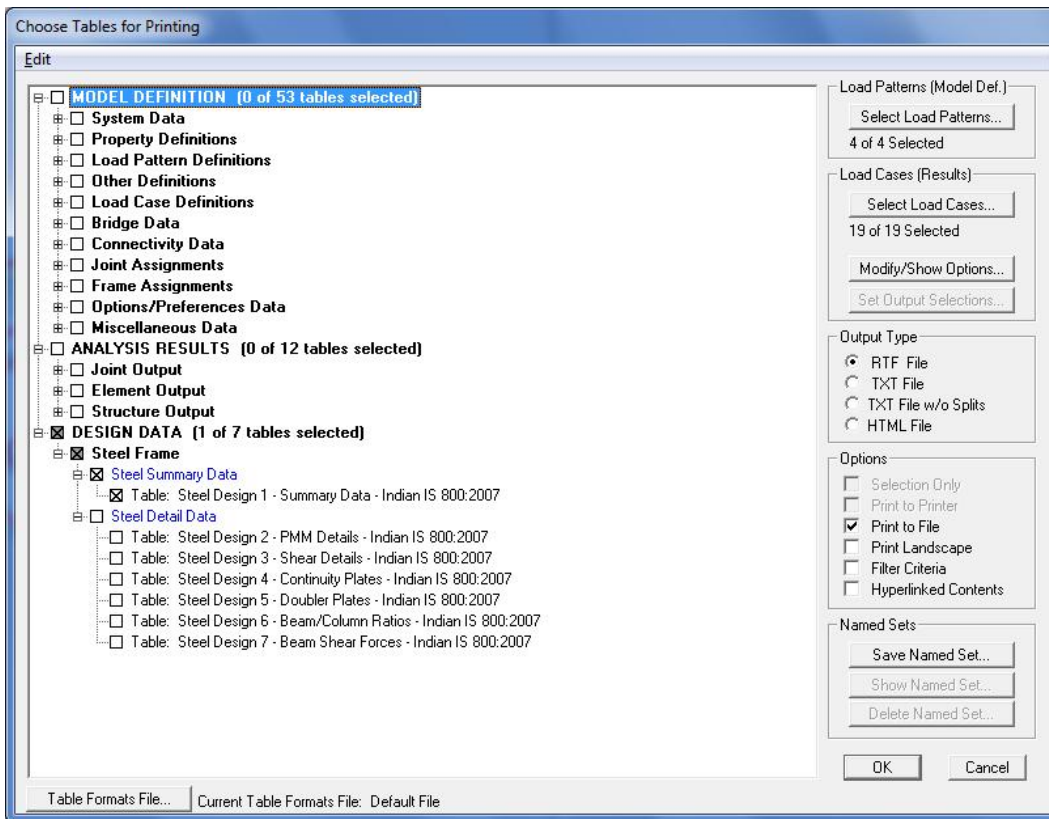 Choose Tables for Printing
Edit
MODEL DEFINITION (0 of 53 tables selected)
System Data
Property Definitions
Load Pattern Definitions
Other Definitions
Load Case Definitions
Bridge Data
Connectivity Data
Joint Assignments
Frame Assignments
Options/Preferences Data
Miscellaneous Data
ANALYSIS RESULTS (0 of 12 tables selected)
Joint Output
Element Output
Structure Output
DESIGN DATA (1 of 7 tables selected)
Steel Frame
Steel Summary Data
Table: Steel Design 1 - Summary Data - Indian IS 800:2007
Steel Detail Data
Table: Steel Design 2 - PMM Details - Indian IS 800:2007
Table: Steel Design 3 - Shear Details - Indian IS 800:2007
Table: Steel Design 4 - Continuity Plates - Indian IS 800:2007
Table: Steel Design 5 - Doubler Plates - Indian IS 800:2007
Table: Steel Design 6 - Beam/Column Ratios - Indian IS 800:2007
Table: Steel Design 7 - Beam Shear Forces - Indian IS 800:2007
Load Patterns (Model Def.)
Select Load Patterns...
4 of 4 Selected
Load Cases (Results)
Select Load Cases...
19 of 19 Selected
Modify/Show Options...
Set Output Selections...
Output Type
RTF File
TXT File
TXT File w/o Splits
HTML File
Options
Selection Only
Print to Printer
Print to File
Print Landscape
Filter Criteria
Hyperlinked Contents
Named Sets
Save Named Set...
Show Named Set...
Delete Named Set...
OK
Cancel
Table Formats File...
Current Table Formats File: Default File